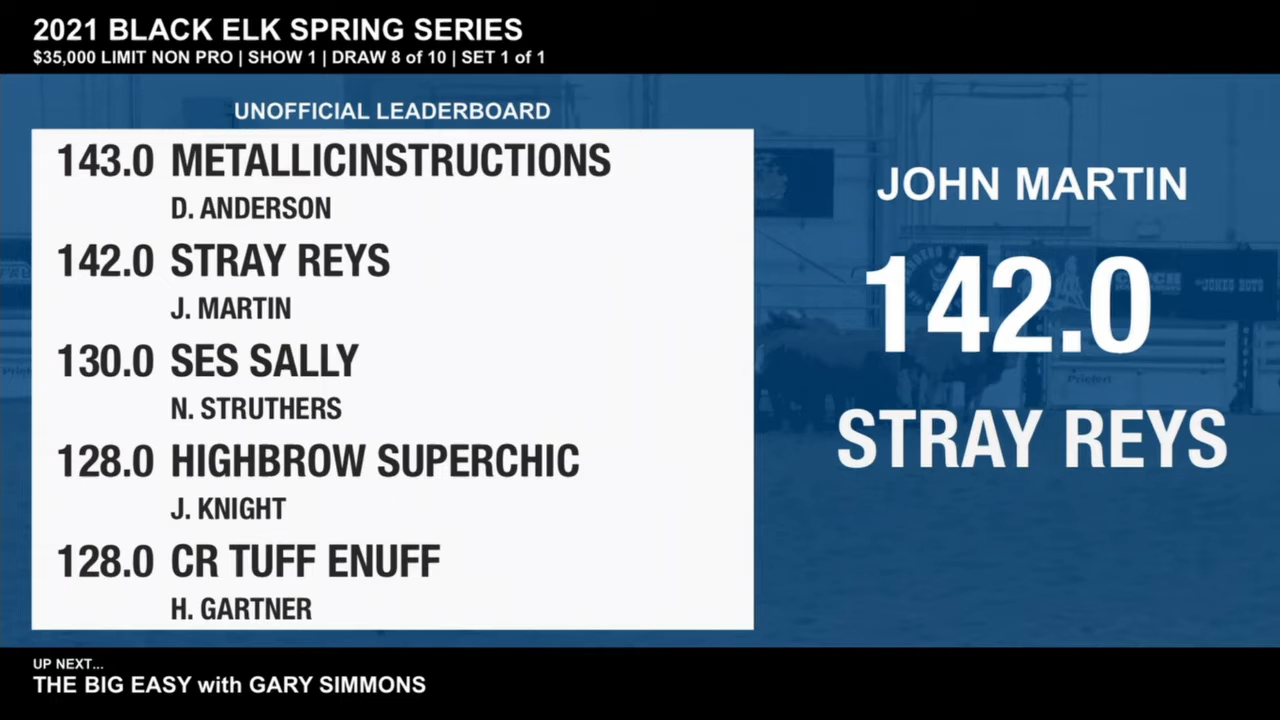 2021 BLACK ELK SPRING SERIES
$35,000 LIMIT NON PRO | SHOW 1 | DRAW 8 of 10 | SET 1 of 1
UNOFFICIAL LEADERBOARD
143.0 METALLICINSTRUCTIONS
D. ANDERSON
142.0 STRAY REYS
J. MARTIN
130.0 SES SALLY
N. STRUTHERS
128.0 HIGHBROW SUPERCHIC
J. KNIGHT
128.0 CR TUFF ENUFF
H. GARTNER
JOHN MARTIN
142.0
STRAY REYS
Priefert
UP NEXT...
THE BIG EASY with GARY SIMMONS